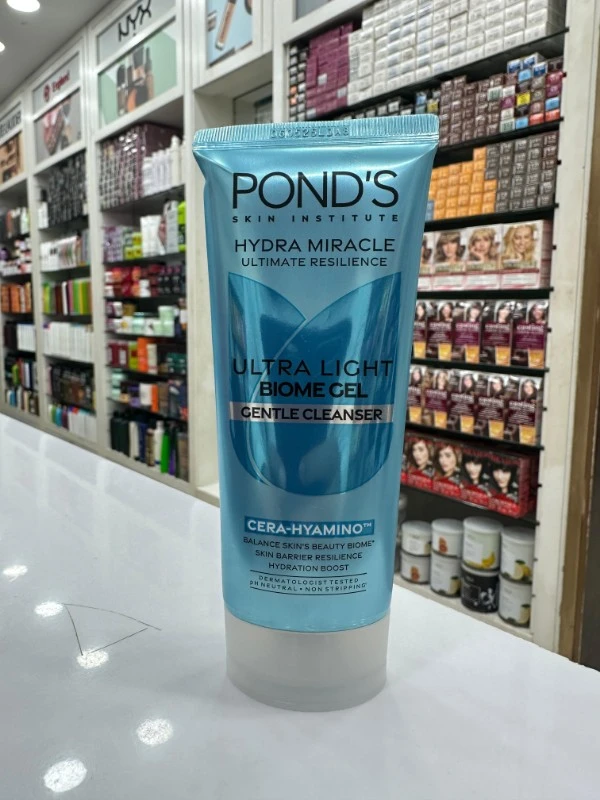 NYX
POND'S
SKIN INSTITUTE
HYDRA MIRACLE
ULTIMATE RESILIENCE
ULTRA LIGHT
BIOME GEL
GENTLE CLEANSER
CERA-HYAMINO™
BALANCE SKIN'S BEAUTY BIOME*
SKIN BARRIER RESILIENCE
HYDRATION BOOST
DERMATOLOGIST TESTED
PH NEUTRAL • NON STRIPPING